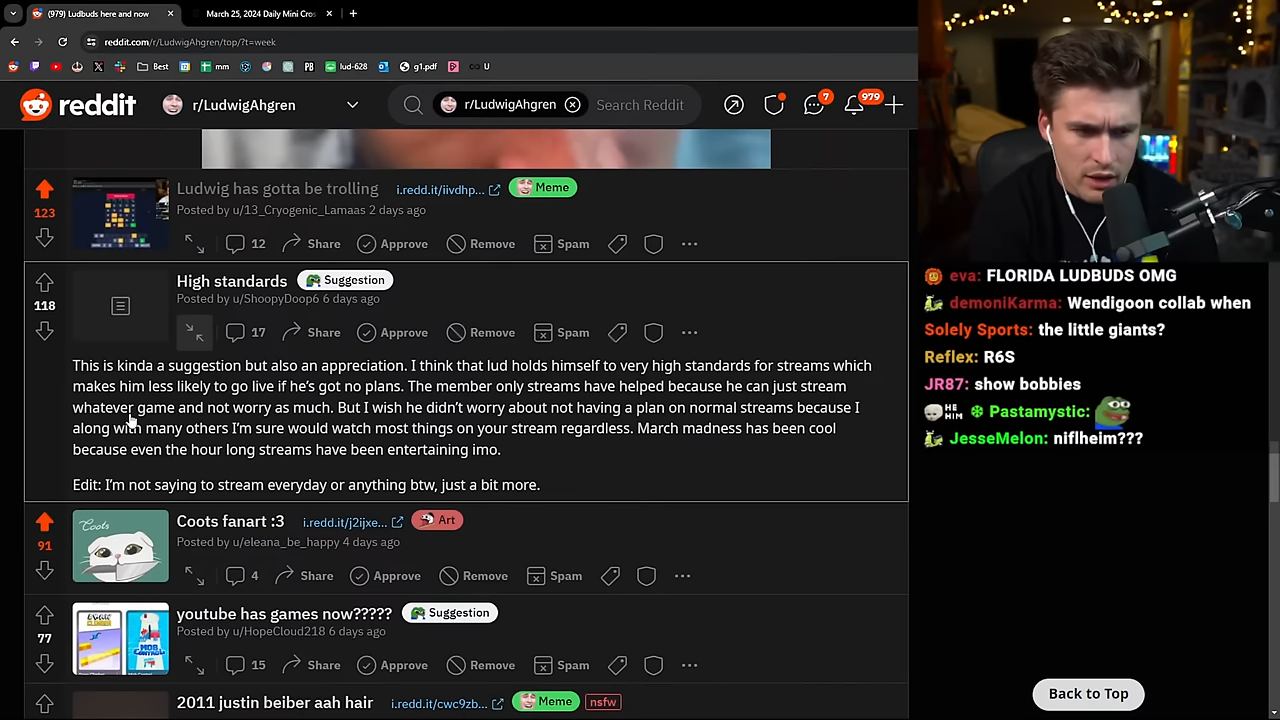 (979) Ludbuds here and now
March 25, 2024 Daily Mini Cros
reddit.com/r/LudwigAhgren/top/?t=week
Best
mm
PB
lud-628
g1.pdf
U
reddit
r/LudwigAhgren
r/LudwigAhgren
Search Reddit
7
979
123
Ludwig has gotta be trolling
i.redd.it/iivdhp...
Meme
Posted by u/13_Cryogenic_Lamaas 2 days ago
12 Share Approve Remove Spam
118
High standards
Suggestion
Posted by u/ShoopyDoop6 6 days ago
17 Share Approve Remove Spam
This is kinda a suggestion but also an appreciation. I think that lud holds himself to very high standards for streams which
makes him less likely to go live if he's got no plans. The member only streams have helped because he can just stream
whatever game and not worry as much. But I wish he didn't worry about not having a plan on normal streams because I
along with many others I'm sure would watch most things on your stream regardless. March madness has been cool
because even the hour long streams have been entertaining imo.
Edit: I'm not saying to stream everyday or anything btw, just a bit more.
91
Coots
Coots fanart :3
i.redd.it/j2ijxe...
Art
Posted by u/eleana_be_happy 4 days ago
4 Share Approve Remove Spam
77
youtube has games now?????
Suggestion
Posted by u/HopeCloud218 6 days ago
15 Share Approve Remove Spam
2011 justin beiber aah hair
i.redd.it/cwc9zb...
Meme
nsfw
eva: FLORIDA LUDBUDS OMG
demoniKarma: Wendigoon collab when
Solely Sports: the little giants?
Reflex: R6S
JR87: show bobbies
HE HIM Pastamystic:
JesseMelon: niflheim???
Back to Top